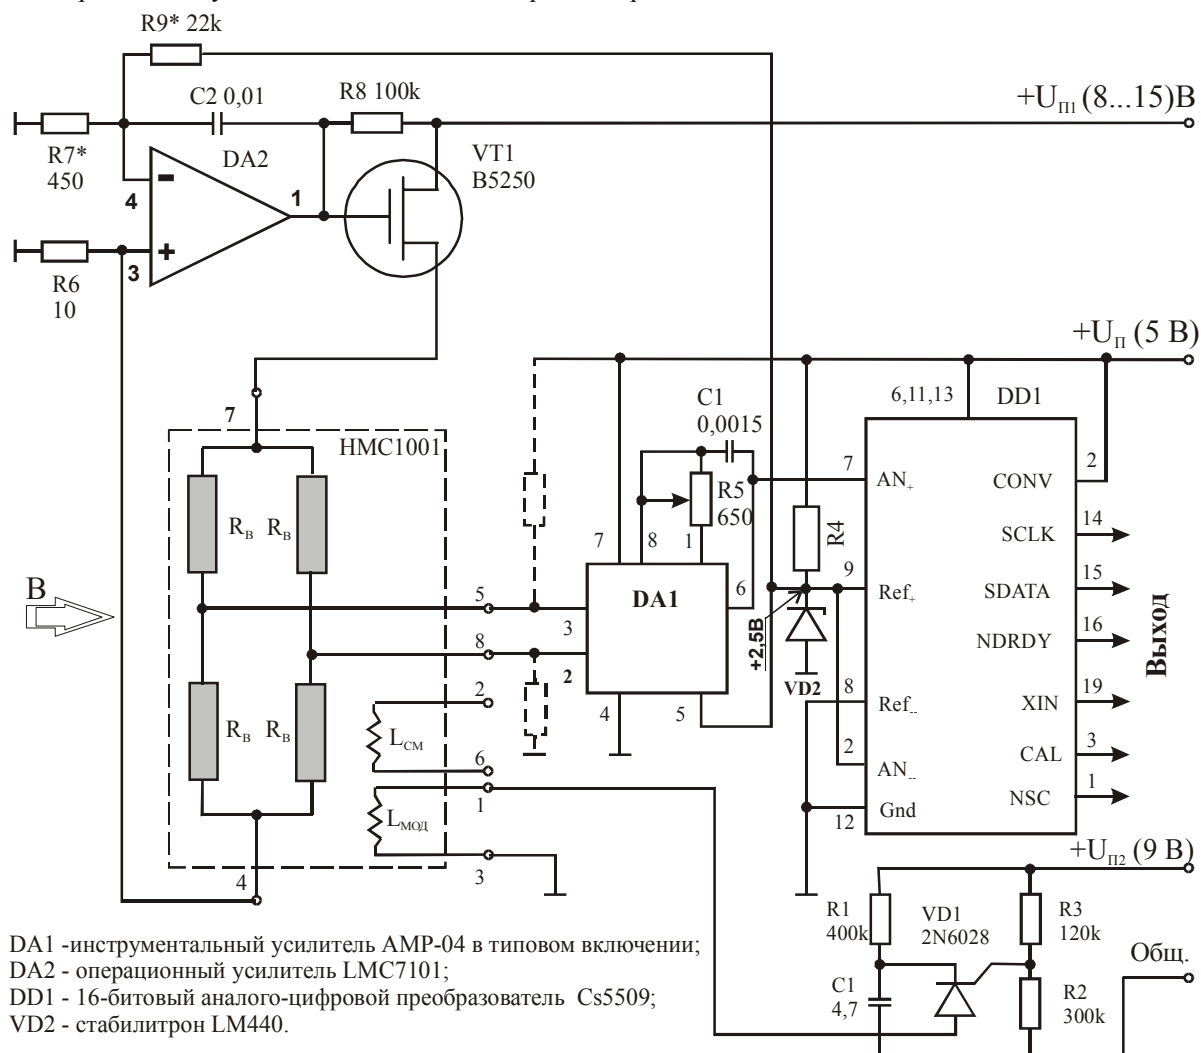 R9* 22k
C2 0,01
R8 100k
+UП1 (8...15)В
R7*
450
DA2
VT1
B5250
4
1
3
R6
10
+UП (5 В)
6,11,13
DD1
C1
0,0015
7
HMC1001
7
AN+
2
CONV
R5
650
14
SCLK
RВ
RВ
R4
7
8
1
9
B
5
DA1
6
Ref+
15
SDATA
3
+2,5В
16
NDRDY
Выход
8
2
VD2
8
Ref-
19
XIN
2
4
5
RВ
RВ
LСМ
2
AN-
3
CAL
6
1
Gnd
1
NSC
LМОД
12
4
3
+UП2 (9 В)
R1
400k
VD1
2N6028
R3
120k
DA1 -инструментальный усилитель АМР-04 в типовом включении;
Общ.
DA2 - операционный усилитель LMC7101;
C1
4,7
R2
300k
DD1 - 16-битовый аналого-цифровой преобразователь Cs5509;
VD2 - стабилитрон LM440.